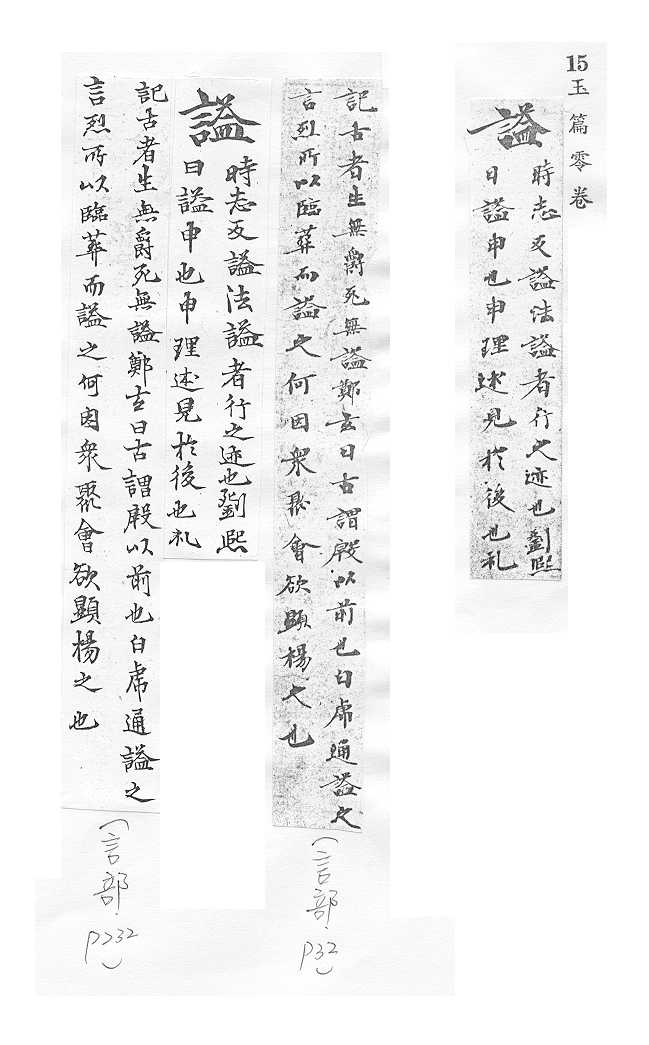 15玉篇零卷
謚
時志反謚法謚者行之迹也劉熙
曰謚申也申理述見於後也礼
記古者生無爵死無謚鄭玄曰古謂殷以前也白虎通謚之
言烈所以臨葬而謚之何因衆聚會欲顯楊之也
(言部.
P32)
謚
時志反謚法謚者行之迹也劉熙
曰謚申也申理述見於後也礼
記古者生無爵死無謚鄭玄曰古謂殷以前也白虎通謚之
言烈所以臨葬而謚之何因衆聚會欲顯楊之也
(言部.
P232)